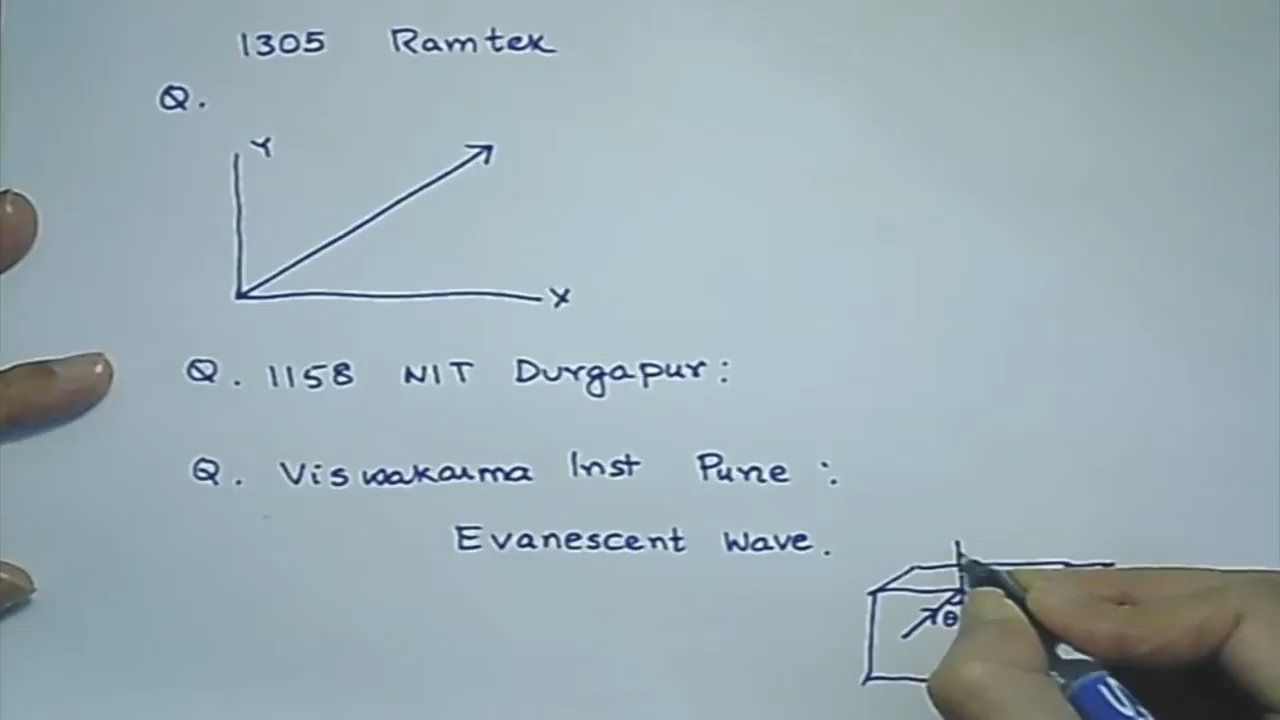 1305 Ramtek
Q.
Y
X
Q. 1158 NIT Durgapur:
Q. Viswakarma Inst Pune :
Evanescent Wave.
θ